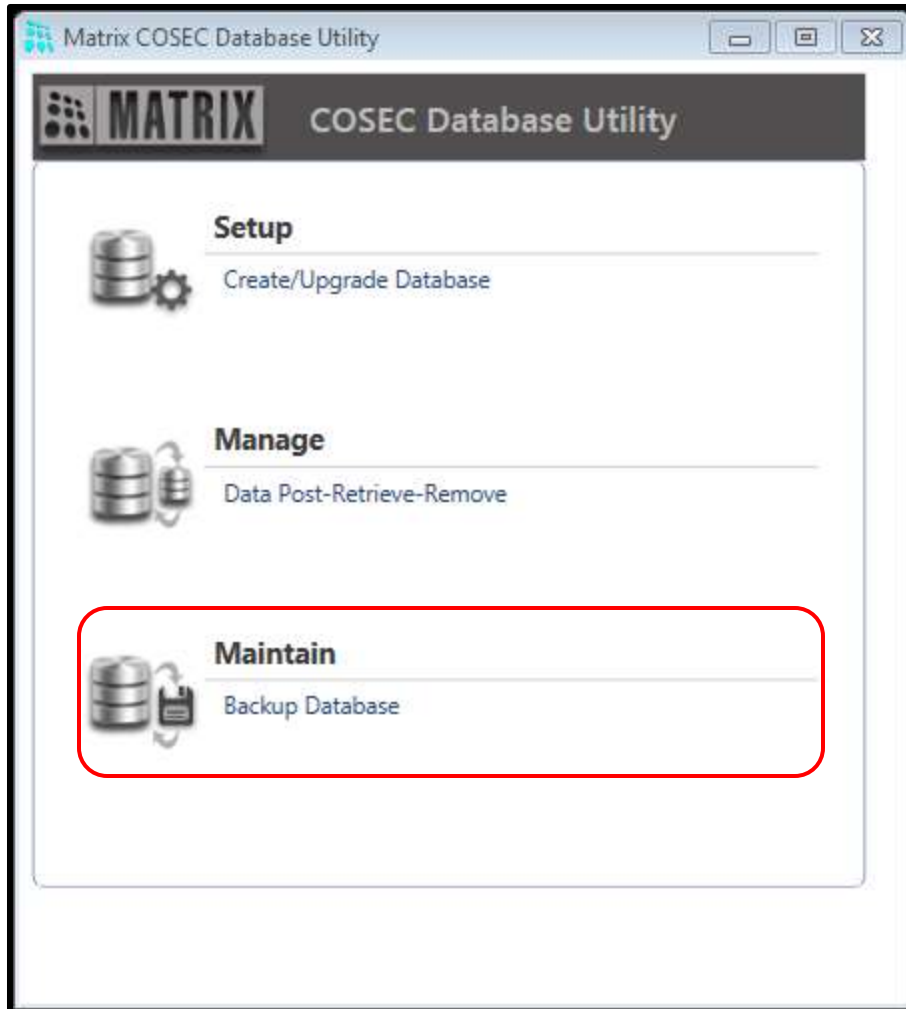 Matrix COSEC Database Utility
MATRIX COSEC Database Utility
Setup
Create/Upgrade Database
Manage
Data Post-Retrieve-Remove
Maintain
Backup Database